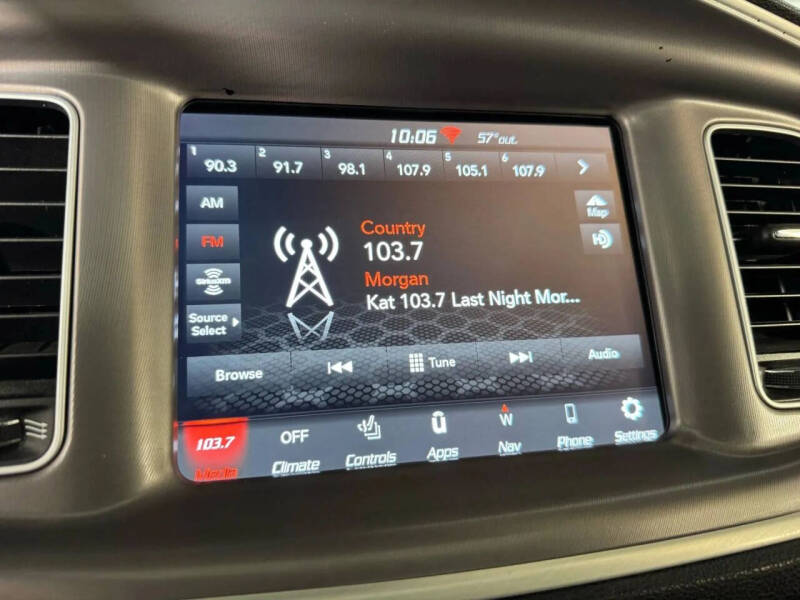 10:06 57°out.
1 90.3 2 91.7 3 98.1 4 107.9 5 105.1 6 107.9
AM
Map
Country
FM
HD
103.7
Morgan
SiriusXM
Kat 103.7 Last Night Mor...
Source
Select
Browse Tune Audio
103.7 OFF W
Climate Controls Apps Nav Phone Settings